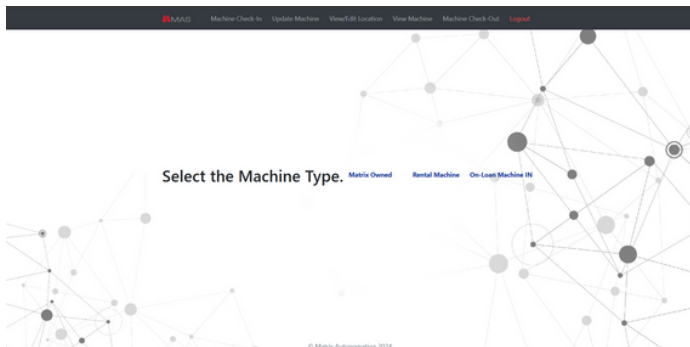 MAS Machine Check-In Update Machine View/Edit Location View Machine Machine Check-Out Logout
Select the Machine Type. Matrix Owned Rental Machine On-Loan Machine IN
© Matrix Autonomation 2024